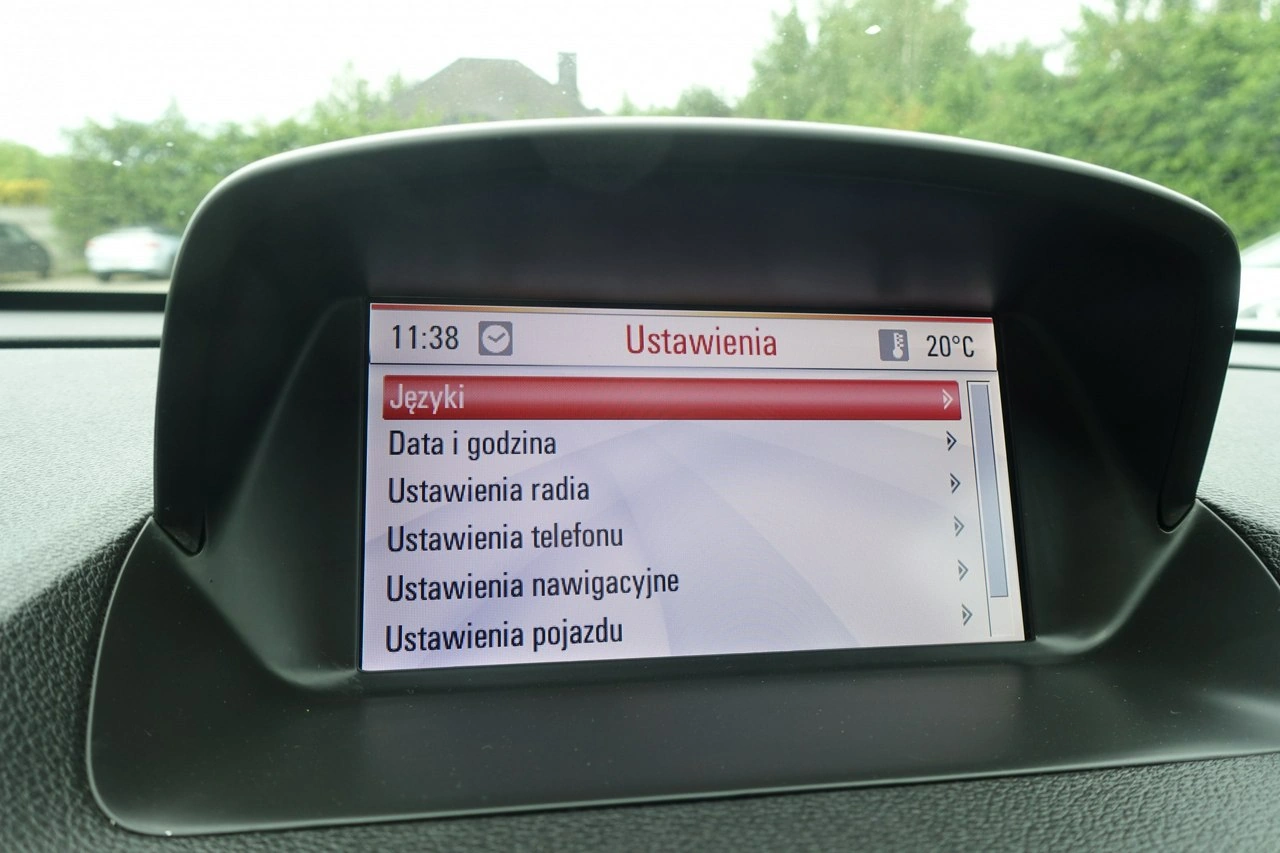 11:38 Ustawienia 20°C
Języki
Data i godzina
Ustawienia radia
Ustawienia telefonu
Ustawienia nawigacyjne
Ustawienia pojazdu